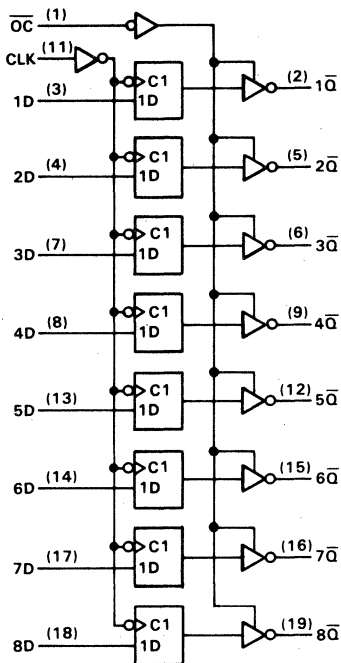 O̅C̅ (1)
CLK (11)
C1 (2) 1Q̅
1D (3) 1D
C1 (5) 2Q̅
2D (4) 1D
C1 (6) 3Q̅
3D (7) 1D
C1 (9) 4Q̅
4D (8) 1D
C1 (12) 5Q̅
5D (13) 1D
C1 (15) 6Q̅
6D (14) 1D
C1 (16) 7Q̅
7D (17) 1D
C1 (19) 8Q̅
8D (18) 1D